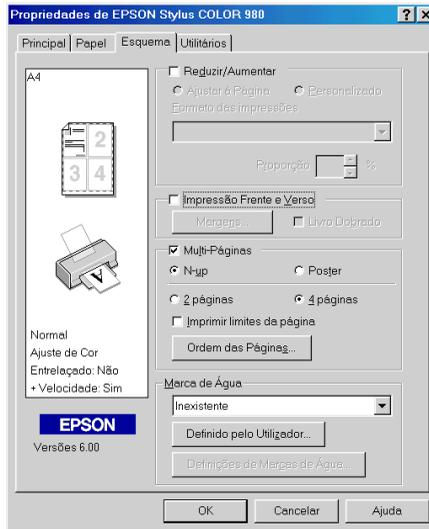 Propriedades de EPSON Stylus COLOR 980
Principal Papel Esquema Utilitários
A4
2
3 4
Normal
Ajuste de Cor
Entrelaçado: Não
+ Velocidade: Sim
EPSON
Versões 6.00
Reduzir/Aumentar
Ajustar à Página Personalizado
Formato das impressões
Proporção %
Impressão Frente e Verso
Margens... Livro Dobrado
Multi-Páginas
N-up Poster
2 páginas 4 páginas
Imprimir limites da página
Ordem das Páginas...
Marca de Água
Inexistente
Definido pelo Utilizador...
Definições de Marcas de Água...
OK Cancelar Ajuda